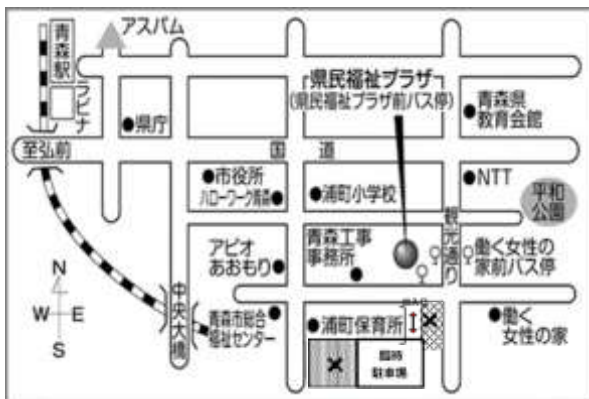 アスパム
青森駅
ラビナ
県庁
県民福祉プラザ
(県民福祉プラザ前バス停)
青森県
教育会館
至弘前
国道
市役所
ハローワーク青森
浦町小学校
NTT
平和
公園
観光通り
アピオ
あおもり
青森工事
事務所
働く女性の
家前バス停
N
W
E
S
中央大橋
青森市総合
福祉センター
浦町保育所
働く
女性の家
臨時
駐車場